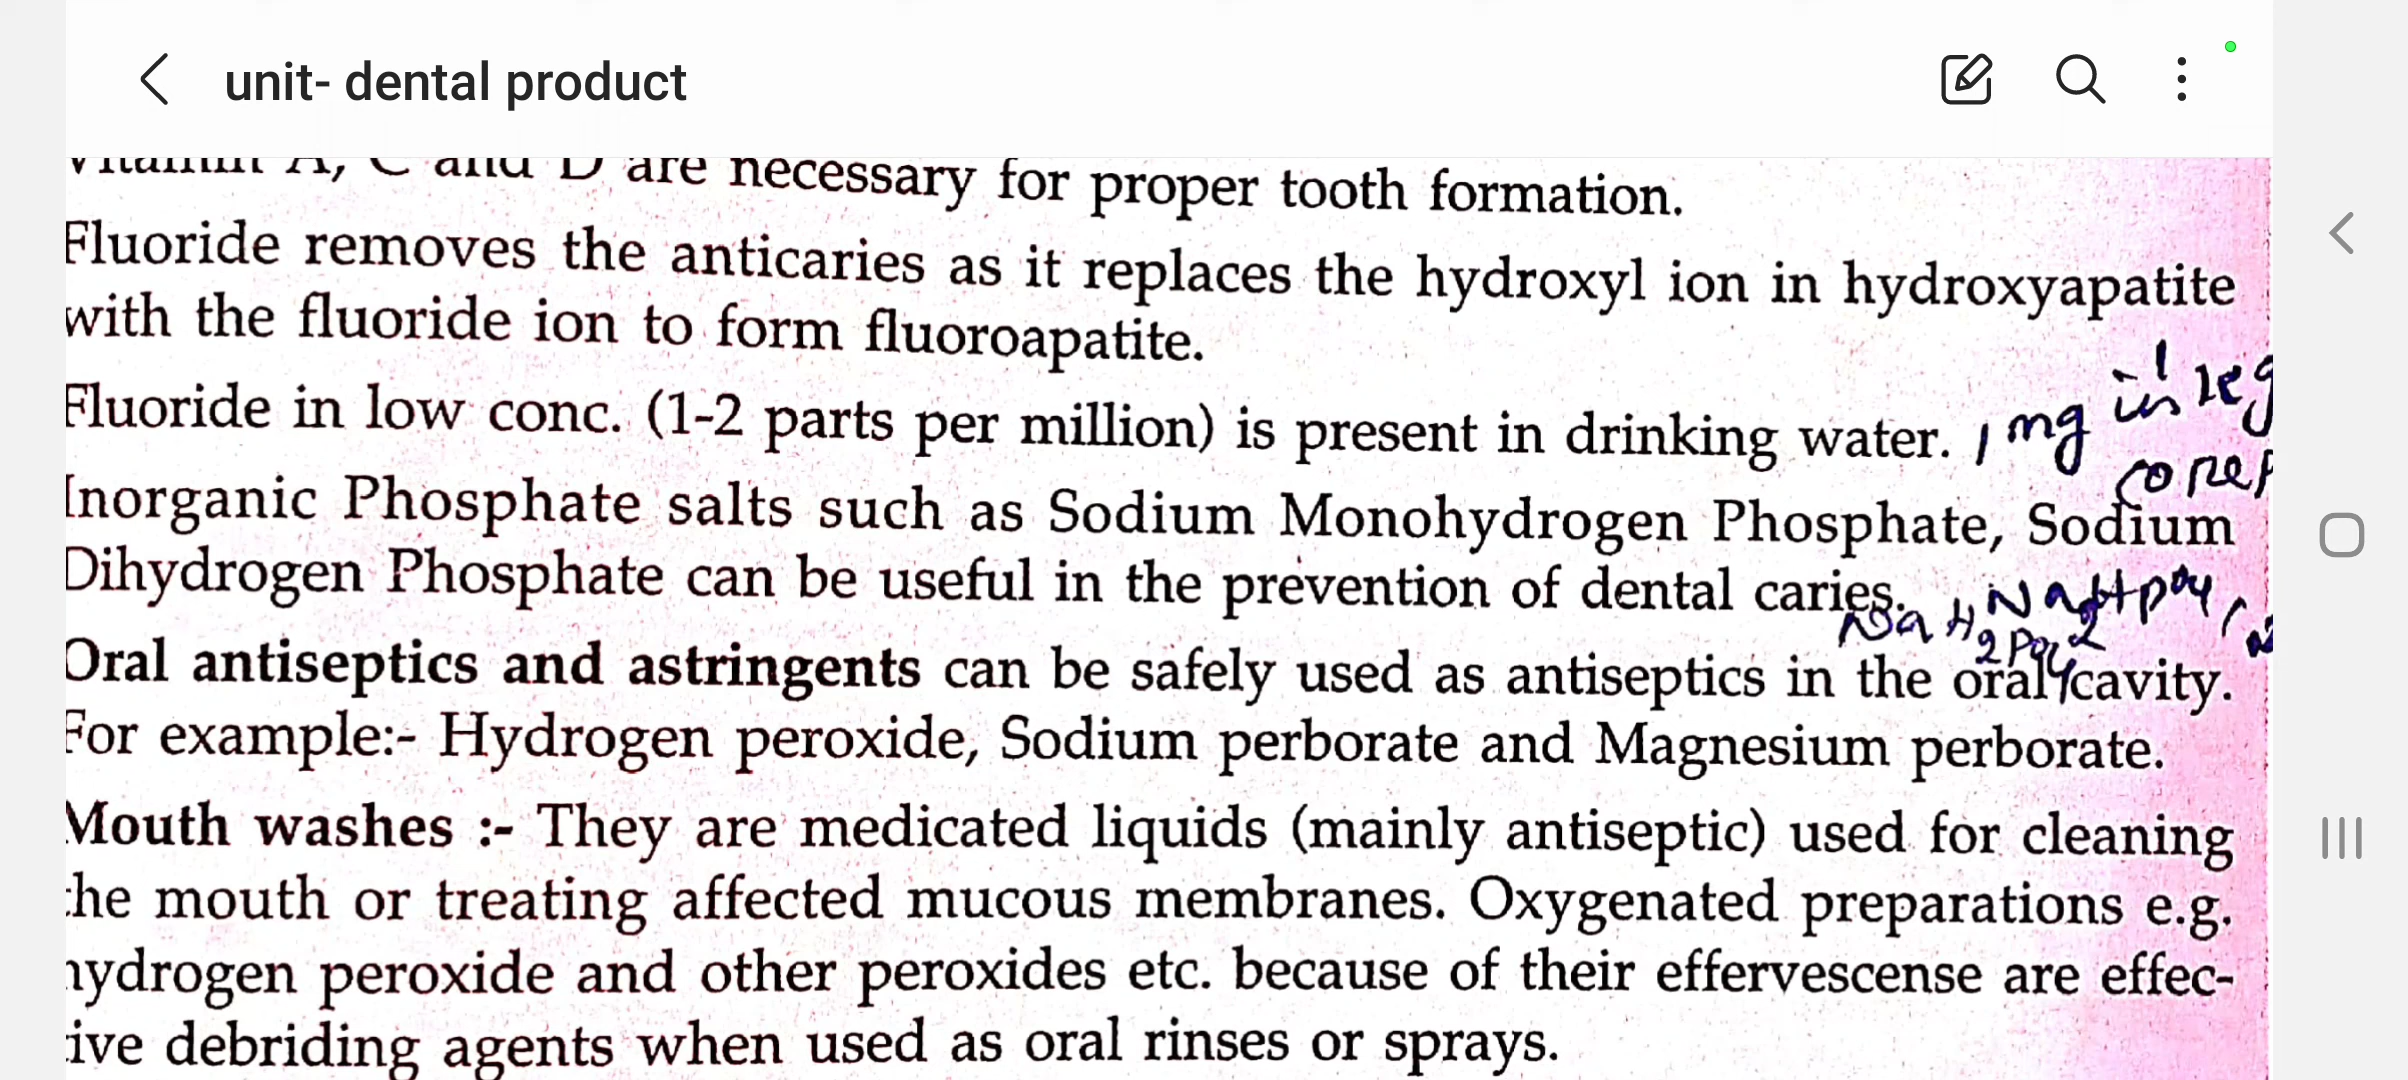 unit- dental product
Vitamin A, C and D are necessary for proper tooth formation.
Fluoride removes the anticaries as it replaces the hydroxyl ion in hydroxyapatite
with the fluoride ion to form fluoroapatite.
Fluoride in low conc. (1-2 parts per million) is present in drinking water. 1 mg in 1 kg
Inorganic Phosphate salts such as Sodium Monohydrogen Phosphate, Sodium
Dihydrogen Phosphate can be useful in the prevention of dental caries.
NaH2PO4
Oral antiseptics and astringents can be safely used as antiseptics in the oral cavity.
For example:- Hydrogen peroxide, Sodium perborate and Magnesium perborate.
Mouth washes :- They are medicated liquids (mainly antiseptic) used for cleaning
the mouth or treating affected mucous membranes. Oxygenated preparations e.g.
hydrogen peroxide and other peroxides etc. because of their effervescense are effec-
tive debriding agents when used as oral rinses or sprays.